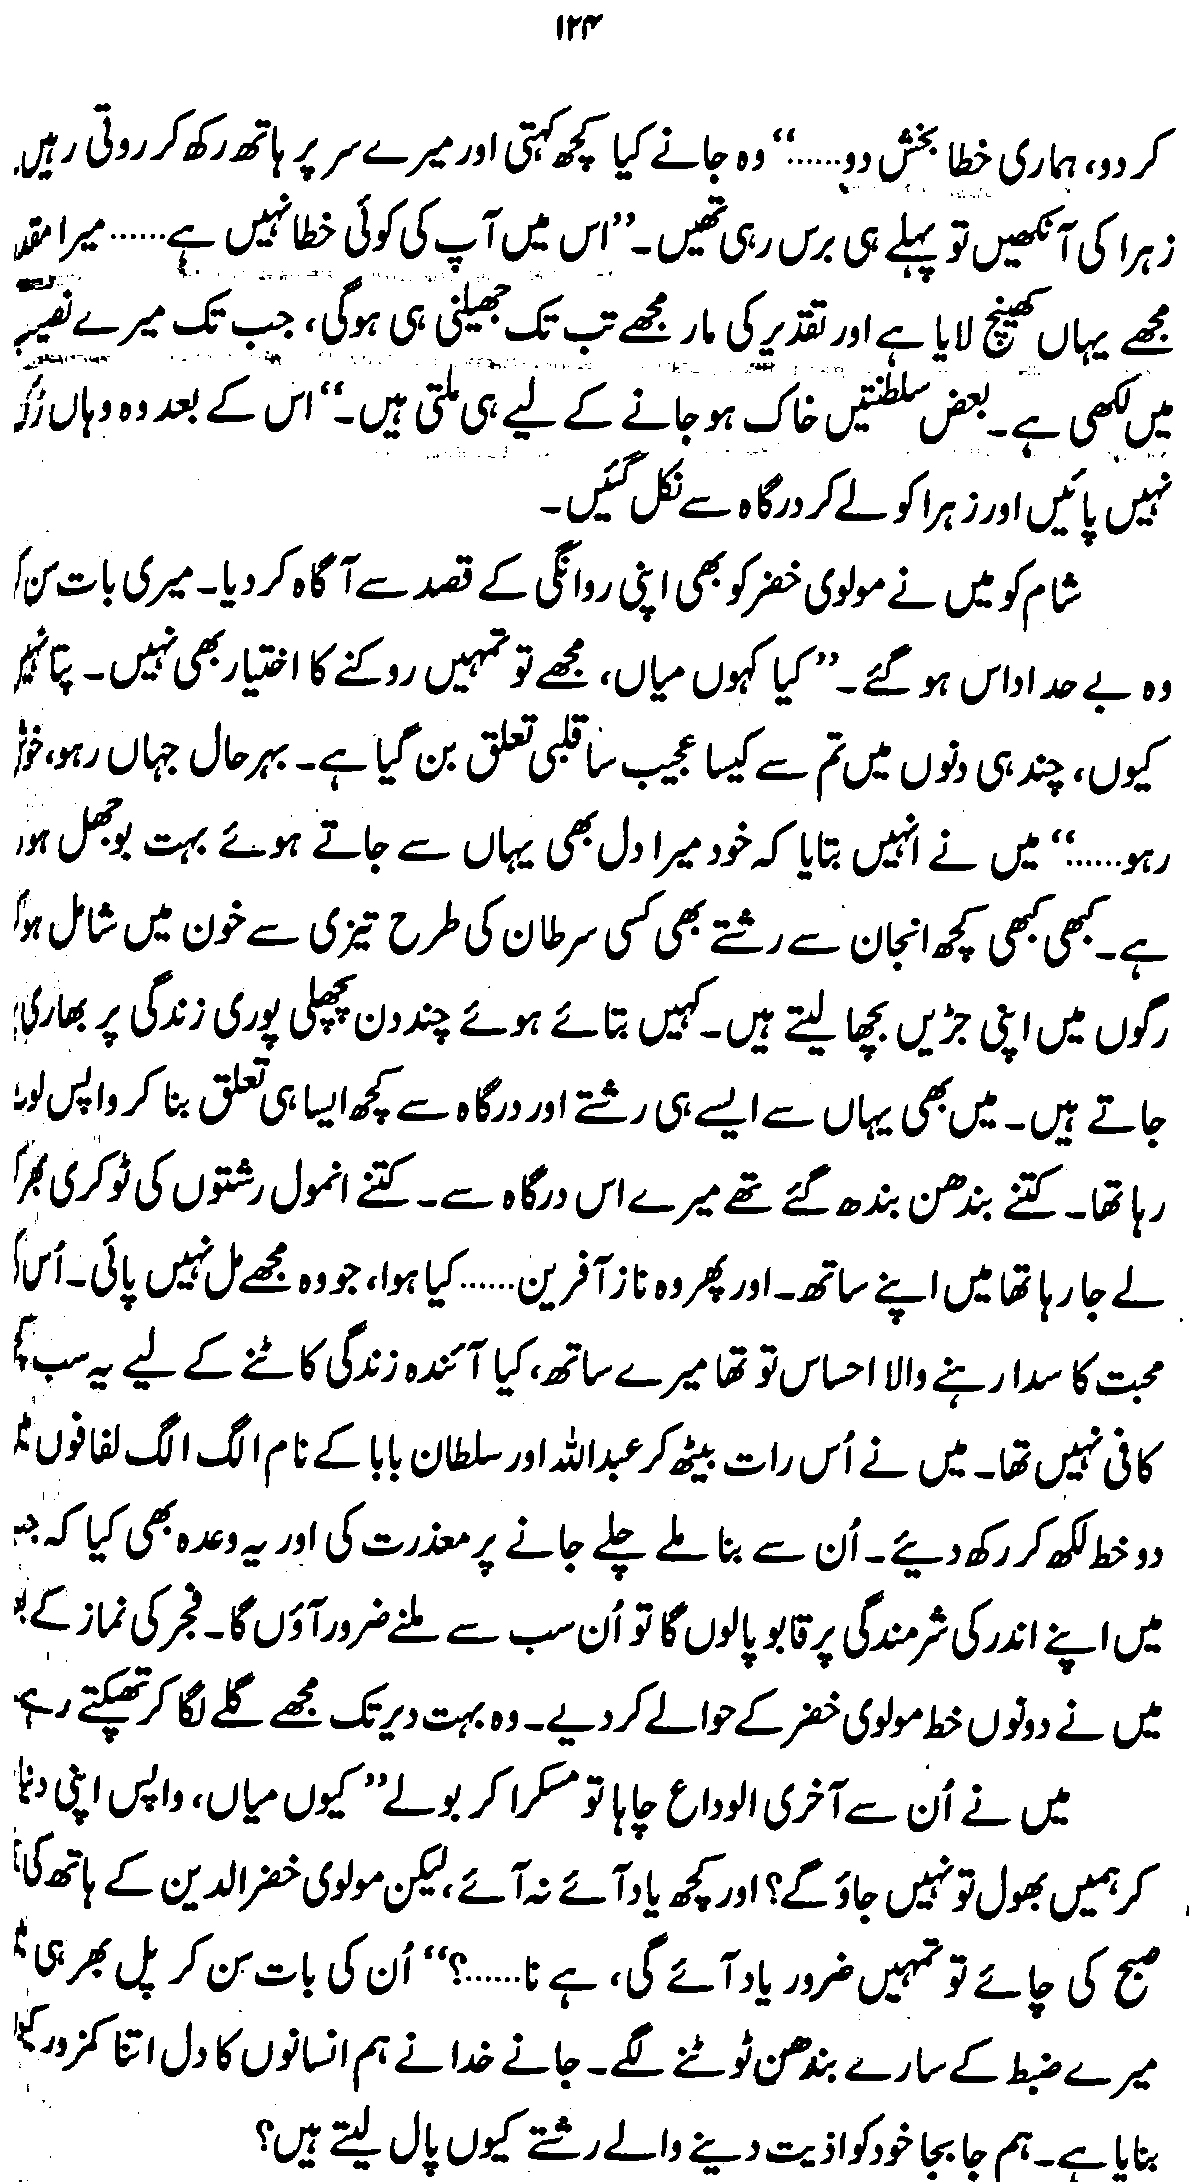 ۱۲۴
کر دو، ہماری خطا بخش دو......“ وہ جانے کیا کچھ کہتی اور میرے سر پر ہاتھ رکھ کر روتی رہیں۔
زہرا کی آنکھیں تو پہلے ہی برس رہی تھیں۔ ”اس میں آپ کی کوئی خطا نہیں ہے...... میرا
مجھے یہاں کھینچ لایا ہے اور تقدیر کی مار مجھے تب تک جھیلنی ہی ہوگی، جب تک میرے
میں لکھی ہے۔ بعض سلطنتیں خاک ہو جانے کے لیے ہی ملتی ہیں۔“ اس کے بعد وہ وہاں
نہیں پائیں اور زہرا کو لے کر درگاہ سے نکل گئیں۔
شام کو میں نے مولوی خضر کو بھی اپنی روانگی کے قصد سے آگاہ کر دیا۔ میری بات سن
وہ بے حد اداس ہو گئے۔ ”کیا کہوں میاں، مجھے تو تمہیں روکنے کا اختیار بھی نہیں۔ پتا نہیں
کیوں، چند ہی دنوں میں تم سے کیسا عجیب سا قلبی تعلق بن گیا ہے۔ بہرحال جہاں رہو، خوش
رہو......“ میں نے انہیں بتایا کہ خود میرا دل بھی یہاں سے جاتے ہوئے بہت بوجھل ہو
ہے۔ کبھی کبھی کچھ انجان سے رشتے بھی کسی سرطان کی طرح تیزی سے خون میں شامل ہو
رگوں میں اپنی جڑیں بچھا لیتے ہیں۔ کہیں بتائے ہوئے چند دن پچھلی پوری زندگی پر بھاری
جاتے ہیں۔ میں بھی یہاں سے ایسے ہی رشتے اور درگاہ سے کچھ ایسا ہی تعلق بنا کر واپس
رہا تھا۔ کتنے بندھن بندھ گئے تھے میرے اس درگاہ سے۔ کتنے انمول رشتوں کی ٹوکری بھر
لے جا رہا تھا میں اپنے ساتھ۔ اور پھر وہ ناز آفرین...... کیا ہوا، جو وہ مجھے مل نہیں پائی۔ اُس
محبت کا سدا رہنے والا احساس تو تھا میرے ساتھ، کیا آئندہ زندگی کاٹنے کے لیے یہ سب
کافی نہیں تھا۔ میں نے اُس رات بیٹھ کر عبداللہ اور سلطان بابا کے نام الگ الگ لفافوں
دو خط لکھ کر رکھ دیئے۔ اُن سے بنا ملے چلے جانے پر معذرت کی اور یہ وعدہ بھی کیا کہ
میں اپنے اندر کی شرمندگی پر قابو پالوں گا تو اُن سب سے ملنے ضرور آؤں گا۔ فجر کی نماز کے
میں نے دونوں خط مولوی خضر کے حوالے کر دیے۔ وہ بہت دیر تک مجھے گلے لگا کر تھپکتے رہے
میں نے اُن سے آخری الوداع چاہا تو مسکرا کر بولے ”کیوں میاں، واپس اپنی دنیا
کر ہمیں بھول تو نہیں جاؤ گے؟ اور کچھ یاد آئے نہ آئے، لیکن مولوی خضر الدین کے ہاتھ کی
صبح کی چائے تو تمہیں ضرور یاد آئے گی، ہے نا......؟“ اُن کی بات سن کر پل بھر ہی
میرے ضبط کے سارے بندھن ٹوٹنے لگے۔ جانے خدا نے ہم انسانوں کا دل اتنا کمزور
بنایا ہے۔ ہم جا بجا خود کو اذیت دینے والے رشتے کیوں پال لیتے ہیں؟